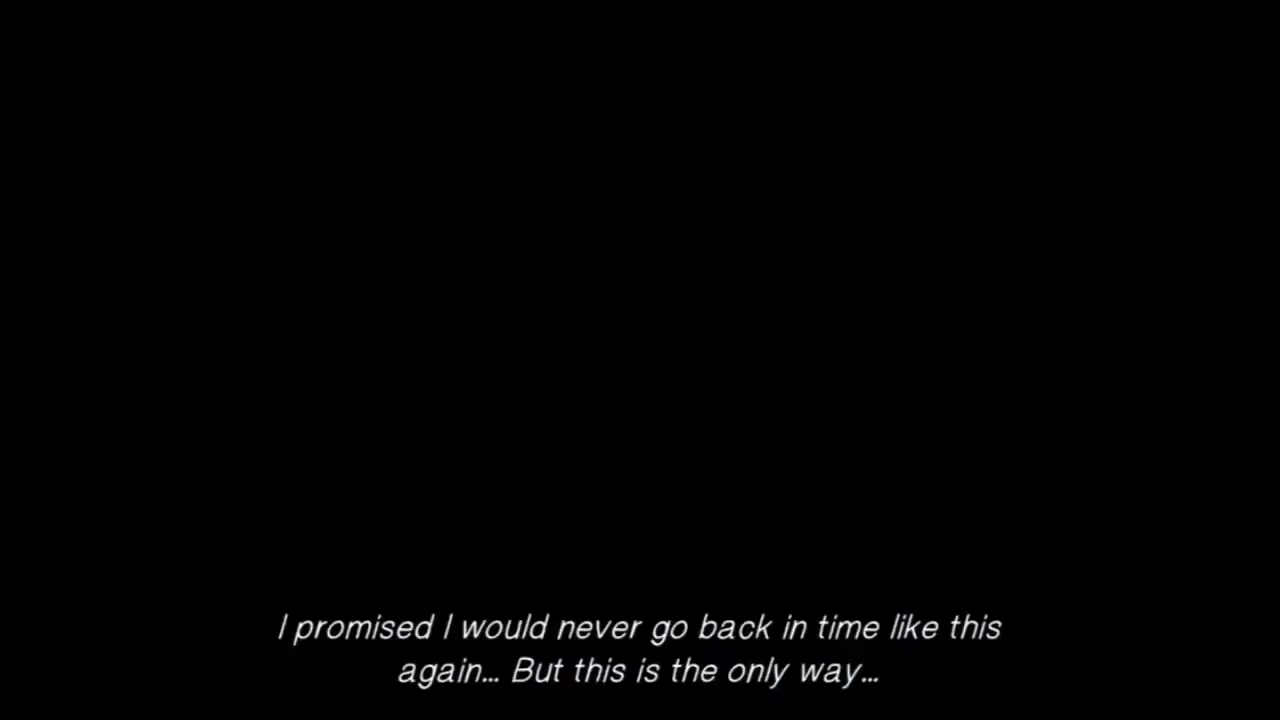 I promised I would never go back in time like this
again... But this is the only way...